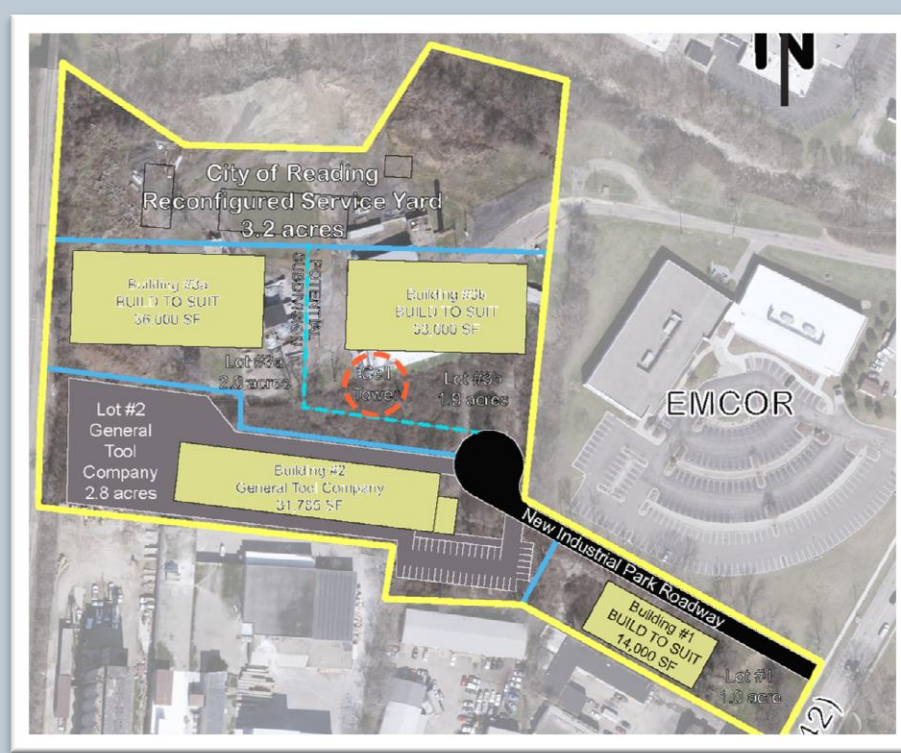 N
City of Reading
Reconfigured Service Yard
3.2 acres
Building #3a
BUILD TO SUIT
36,000 SF
POTENTIAL
SUBDIVISION
Building #3b
BUILD TO SUIT
33,000 SF
Cell
Tower
Lot #3a
Lot #3b
1.9 acres
Lot #2
General
Tool
Company
2.8 acres
Building #2
General Tool Company
31,785 SF
EMCOR
New Industrial Park Roadway
Building #1
BUILD TO SUIT
14,000 SF
Lot #1
1.0 acre
42)